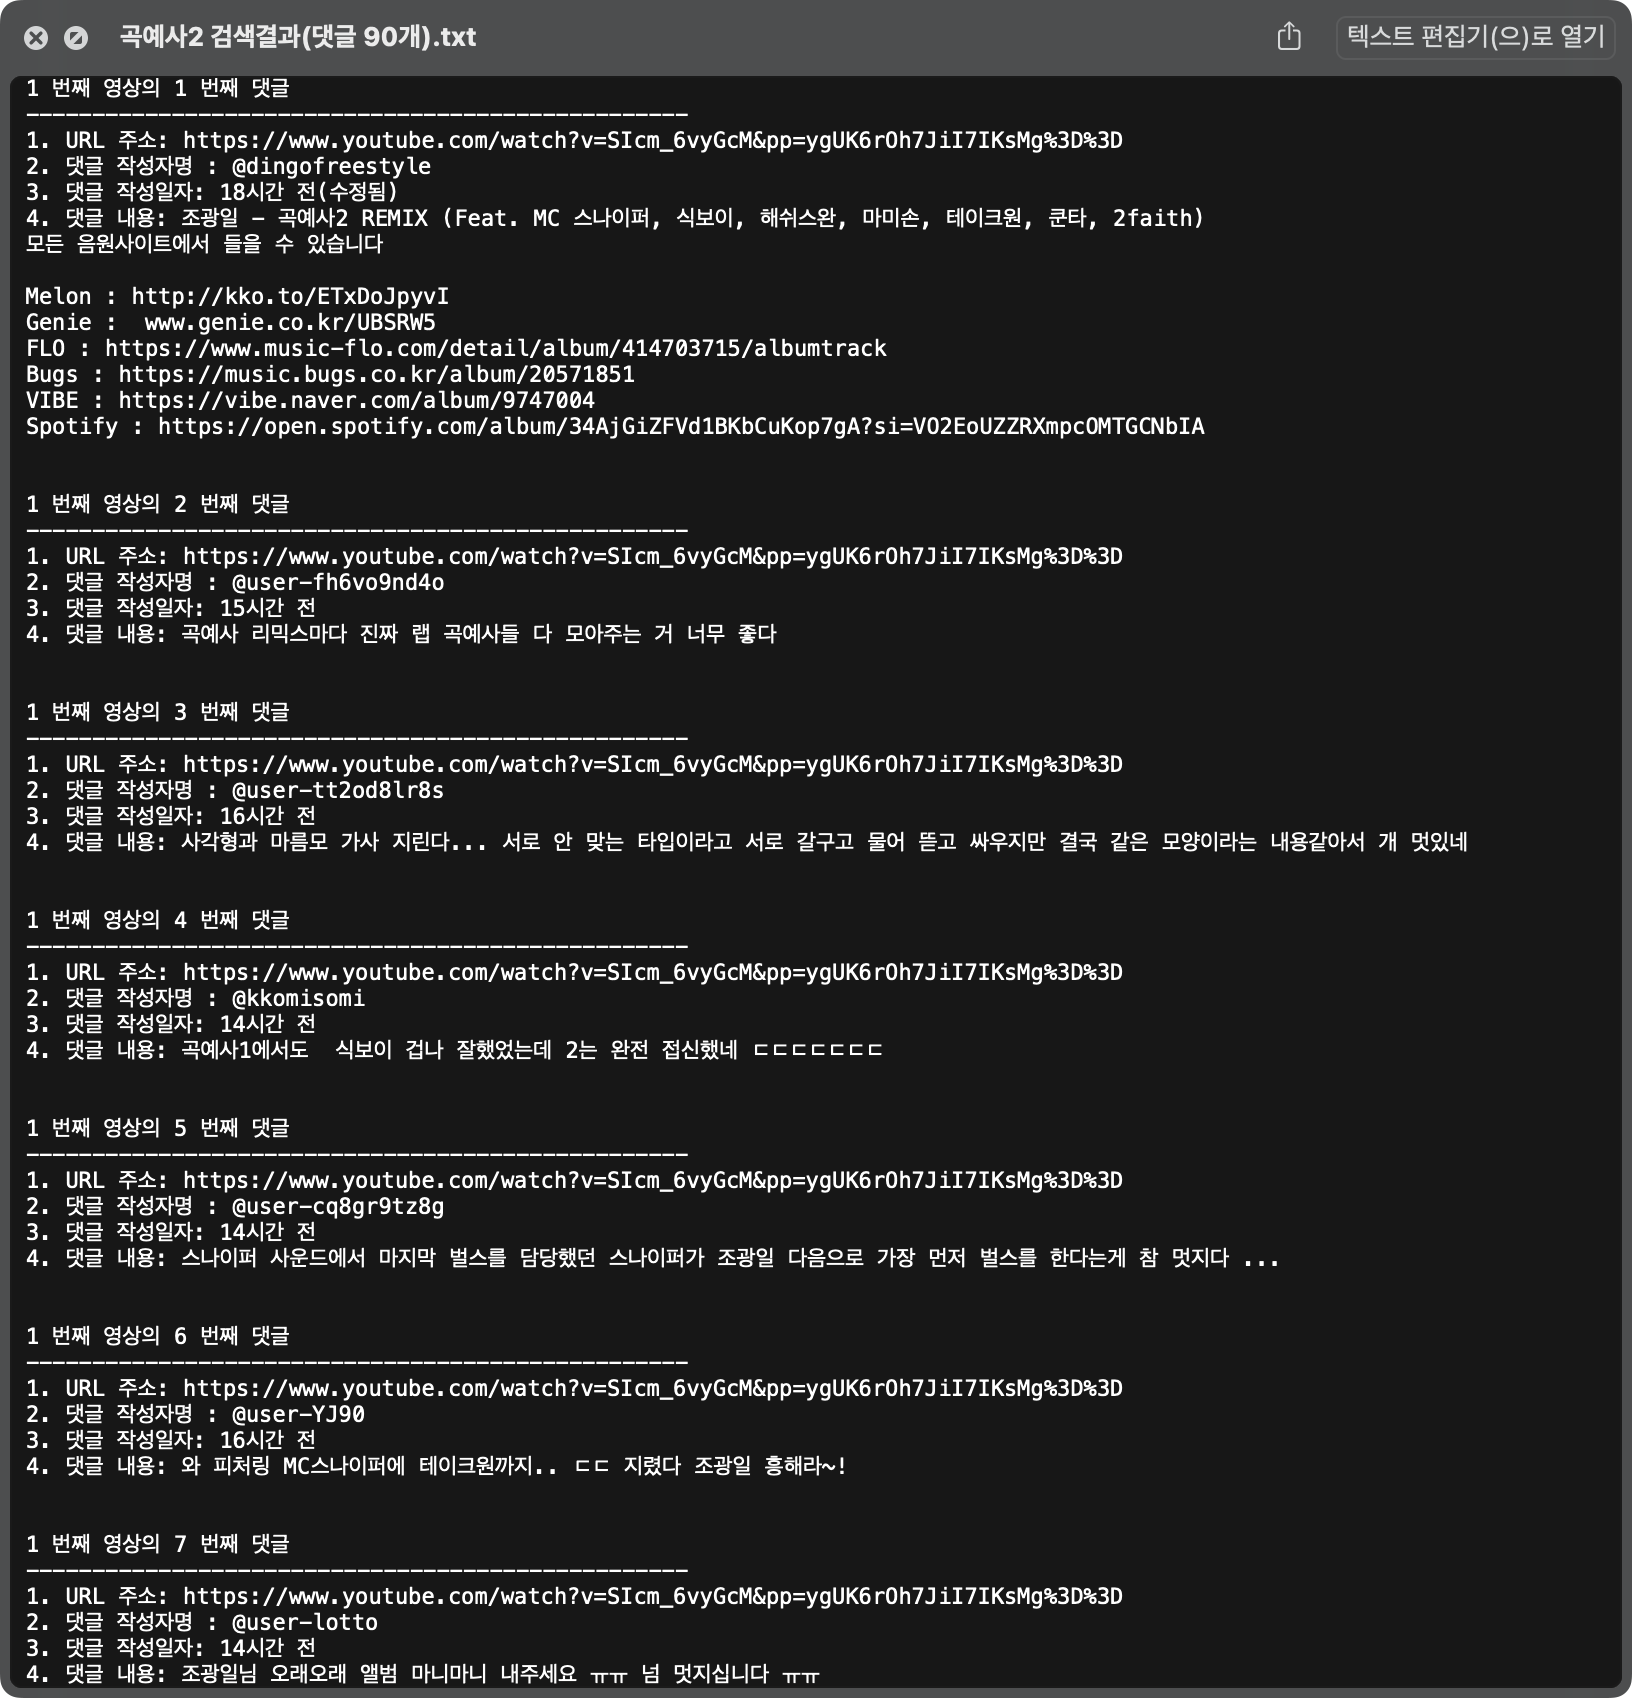 곡예사2 검색결과(댓글 90개).txt
텍스트 편집기(으)로 열기
1 번째 영상의 1 번째 댓글
--------------------------------------------------
1. URL 주소: https://www.youtube.com/watch?v=SIcm_6vyGcM&pp=ygUK6rOh7JiI7IKsMg%3D%3D
2. 댓글 작성자명 : @dingofreestyle
3. 댓글 작성일자: 18시간 전(수정됨)
4. 댓글 내용: 조광일 - 곡예사2 REMIX (Feat. MC 스나이퍼, 식보이, 해쉬스완, 마미손, 테이크원, 쿤타, 2faith)
모든 음원사이트에서 들을 수 있습니다
Melon : http://kko.to/ETxDoJpyvI
Genie :  www.genie.co.kr/UBSRW5
FLO : https://www.music-flo.com/detail/album/414703715/albumtrack
Bugs : https://music.bugs.co.kr/album/20571851
VIBE : https://vibe.naver.com/album/9747004
Spotify : https://open.spotify.com/album/34AjGiZFVd1BKbCuKop7gA?si=VO2EoUZZRXmpcOMTGCNbIA
1 번째 영상의 2 번째 댓글
--------------------------------------------------
1. URL 주소: https://www.youtube.com/watch?v=SIcm_6vyGcM&pp=ygUK6rOh7JiI7IKsMg%3D%3D
2. 댓글 작성자명 : @user-fh6vo9nd4o
3. 댓글 작성일자: 15시간 전
4. 댓글 내용: 곡예사 리믹스마다 진짜 랩 곡예사들 다 모아주는 거 너무 좋다
1 번째 영상의 3 번째 댓글
--------------------------------------------------
1. URL 주소: https://www.youtube.com/watch?v=SIcm_6vyGcM&pp=ygUK6rOh7JiI7IKsMg%3D%3D
2. 댓글 작성자명 : @user-tt2od8lr8s
3. 댓글 작성일자: 16시간 전
4. 댓글 내용: 사각형과 마름모 가사 지린다... 서로 안 맞는 타입이라고 서로 갈구고 물어 뜯고 싸우지만 결국 같은 모양이라는 내용같아서 개 멋있네
1 번째 영상의 4 번째 댓글
--------------------------------------------------
1. URL 주소: https://www.youtube.com/watch?v=SIcm_6vyGcM&pp=ygUK6rOh7JiI7IKsMg%3D%3D
2. 댓글 작성자명 : @kkomisomi
3. 댓글 작성일자: 14시간 전
4. 댓글 내용: 곡예사1에서도  식보이 겁나 잘했었는데 2는 완전 접신했네 ㄷㄷㄷㄷㄷㄷㄷ
1 번째 영상의 5 번째 댓글
--------------------------------------------------
1. URL 주소: https://www.youtube.com/watch?v=SIcm_6vyGcM&pp=ygUK6rOh7JiI7IKsMg%3D%3D
2. 댓글 작성자명 : @user-cq8gr9tz8g
3. 댓글 작성일자: 14시간 전
4. 댓글 내용: 스나이퍼 사운드에서 마지막 벌스를 담당했던 스나이퍼가 조광일 다음으로 가장 먼저 벌스를 한다는게 참 멋지다 ...
1 번째 영상의 6 번째 댓글
--------------------------------------------------
1. URL 주소: https://www.youtube.com/watch?v=SIcm_6vyGcM&pp=ygUK6rOh7JiI7IKsMg%3D%3D
2. 댓글 작성자명 : @user-YJ90
3. 댓글 작성일자: 16시간 전
4. 댓글 내용: 와 피처링 MC스나이퍼에 테이크원까지.. ㄷㄷ 지렸다 조광일 흥해라~!
1 번째 영상의 7 번째 댓글
--------------------------------------------------
1. URL 주소: https://www.youtube.com/watch?v=SIcm_6vyGcM&pp=ygUK6rOh7JiI7IKsMg%3D%3D
2. 댓글 작성자명 : @user-lotto
3. 댓글 작성일자: 14시간 전
4. 댓글 내용: 조광일님 오래오래 앨범 마니마니 내주세요 ㅠㅠ 넘 멋지십니다 ㅠㅠ